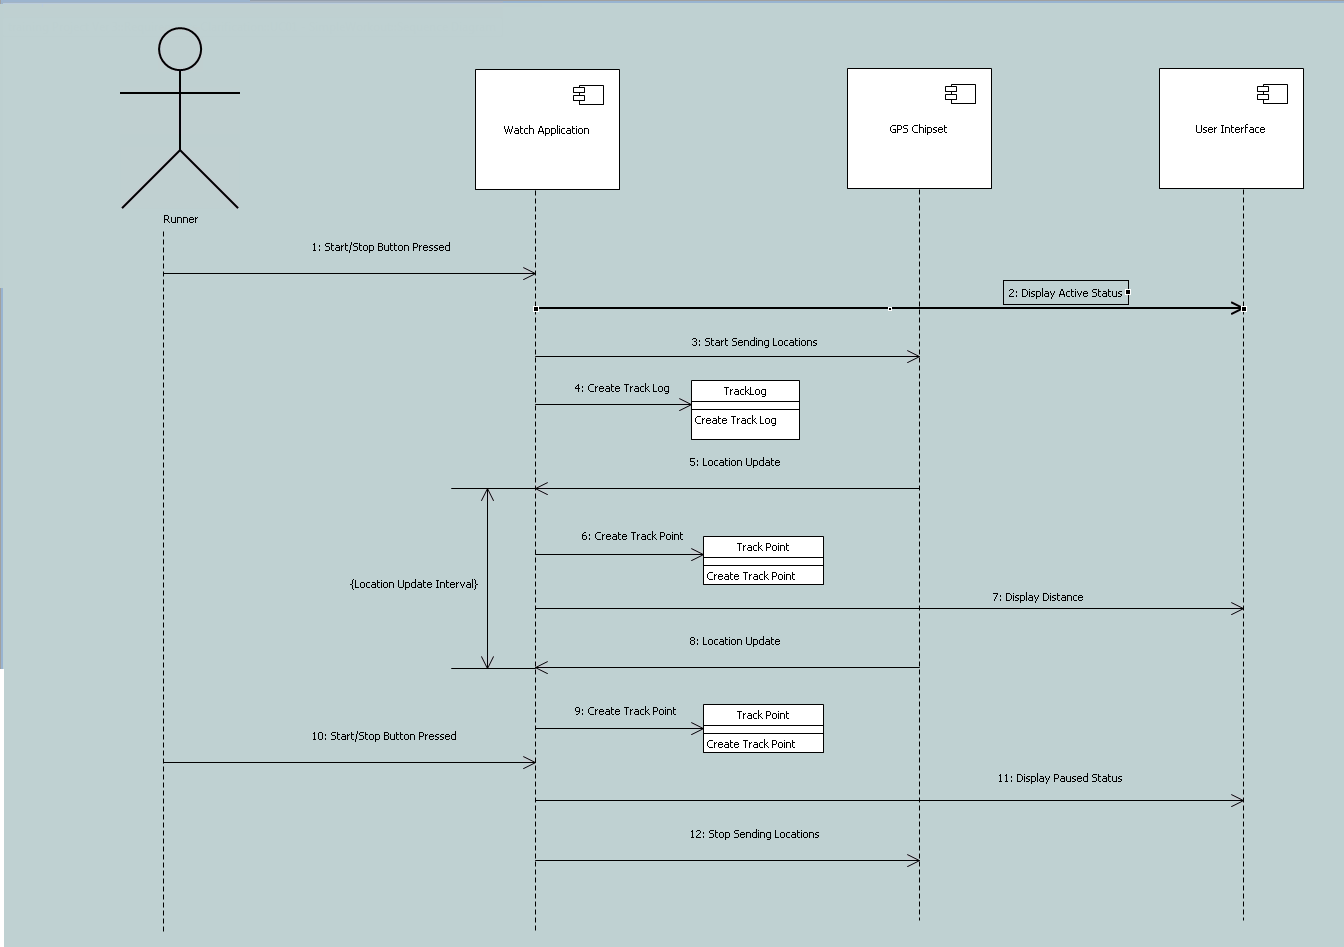 Watch Application
GPS Chipset
User Interface
Runner
1: Start/Stop Button Pressed
2: Display Active Status
3: Start Sending Locations
4: Create Track Log
TrackLog
Create Track Log
5: Location Update
6: Create Track Point
Track Point
Create Track Point
{Location Update Interval}
7: Display Distance
8: Location Update
9: Create Track Point
Track Point
Create Track Point
10: Start/Stop Button Pressed
11: Display Paused Status
12: Stop Sending Locations